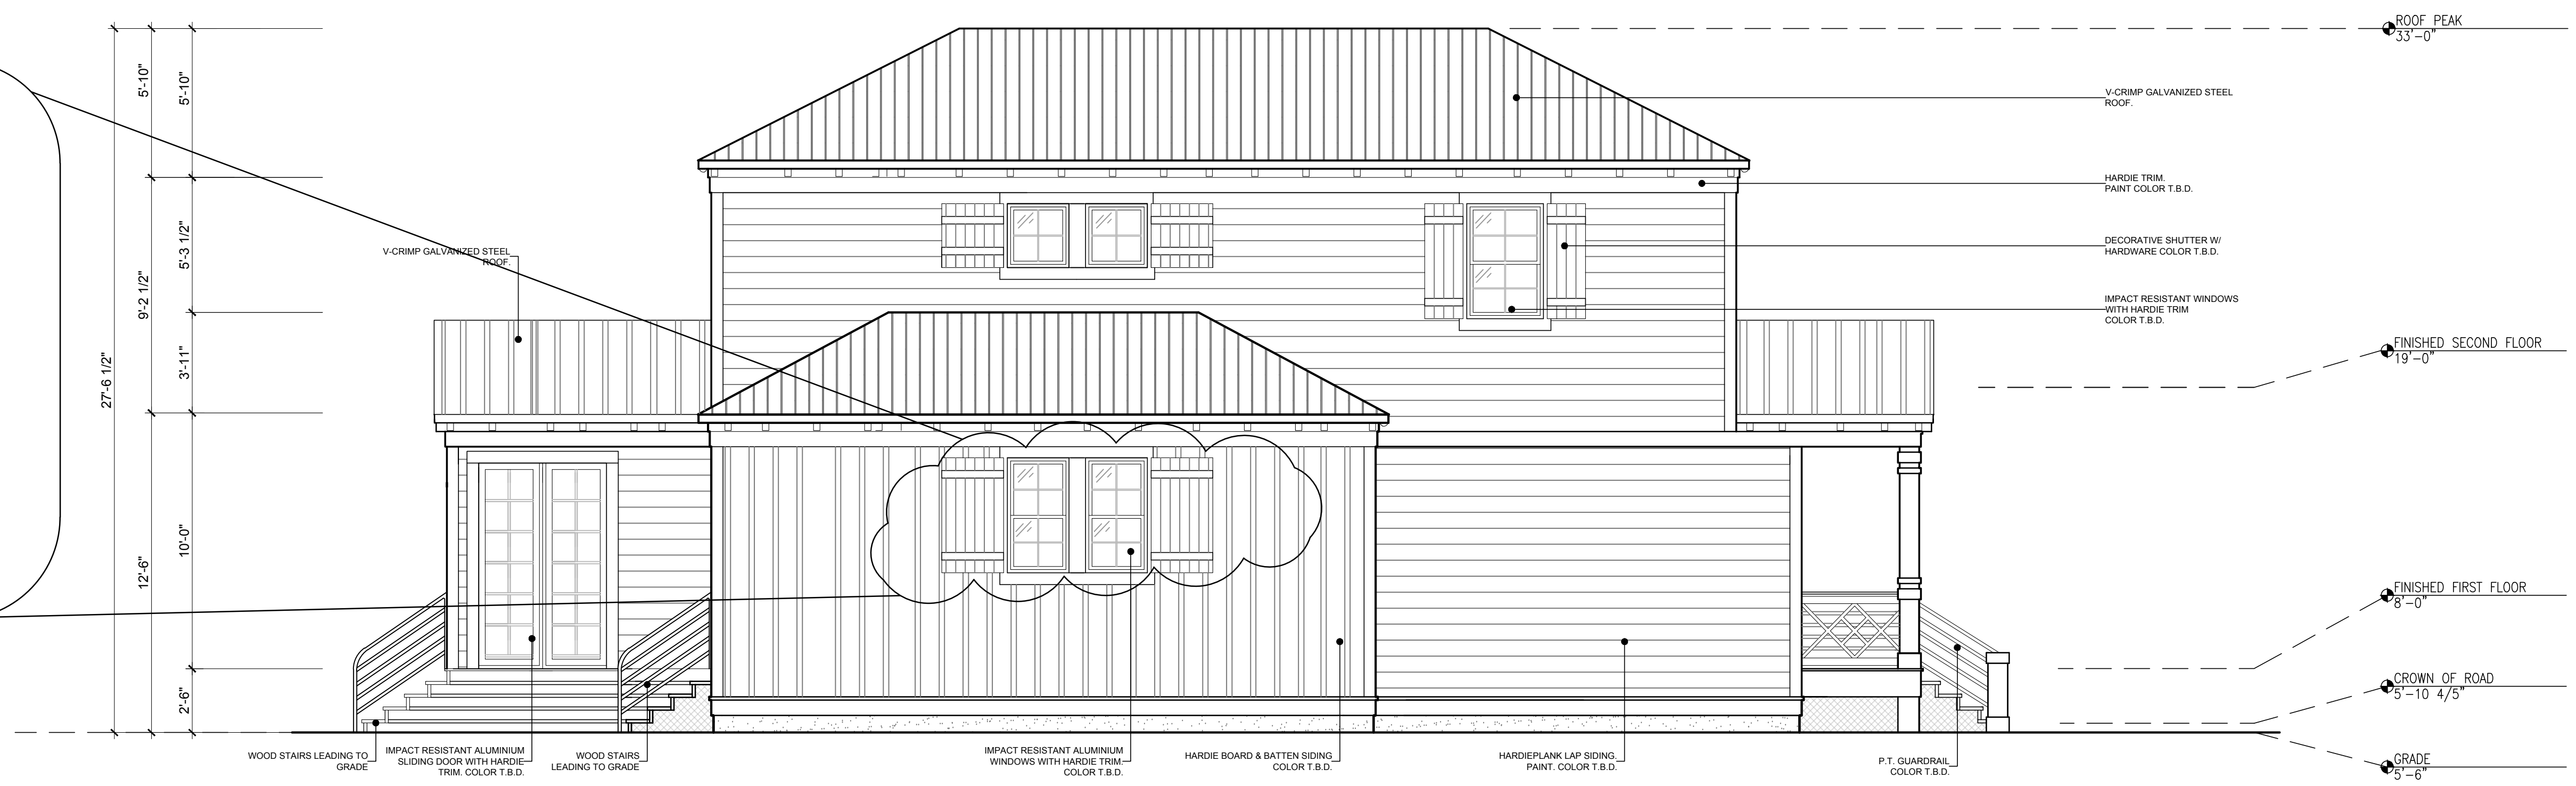 ROOF PEAK
33'-0"
5'-10"
5'-10"
V-CRIMP GALVANIZED STEEL
ROOF.
HARDIE TRIM.
PAINT COLOR T.B.D.
DECORATIVE SHUTTER W/
HARDWARE COLOR T.B.D.
5'-3 1/2"
V-CRIMP GALVANIZED STEEL
ROOF.
9'-2 1/2"
IMPACT RESISTANT WINDOWS
WITH HARDIE TRIM
COLOR T.B.D.
FINISHED SECOND FLOOR
19'-0"
3'-11"
27'-6 1/2"
10'-0"
12'-6"
FINISHED FIRST FLOOR
8'-0"
CROWN OF ROAD
5'-10 4/5"
2'-6"
WOOD STAIRS LEADING TO
GRADE
IMPACT RESISTANT ALUMINIUM
SLIDING DOOR WITH HARDIE
TRIM. COLOR T.B.D.
WOOD STAIRS
LEADING TO GRADE
IMPACT RESISTANT ALUMINIUM
WINDOWS WITH HARDIE TRIM.
COLOR T.B.D.
HARDIE BOARD & BATTEN SIDING
COLOR T.B.D.
HARDIEPLANK LAP SIDING.
PAINT. COLOR T.B.D.
P.T. GUARDRAIL
COLOR T.B.D.
GRADE
5'-6"